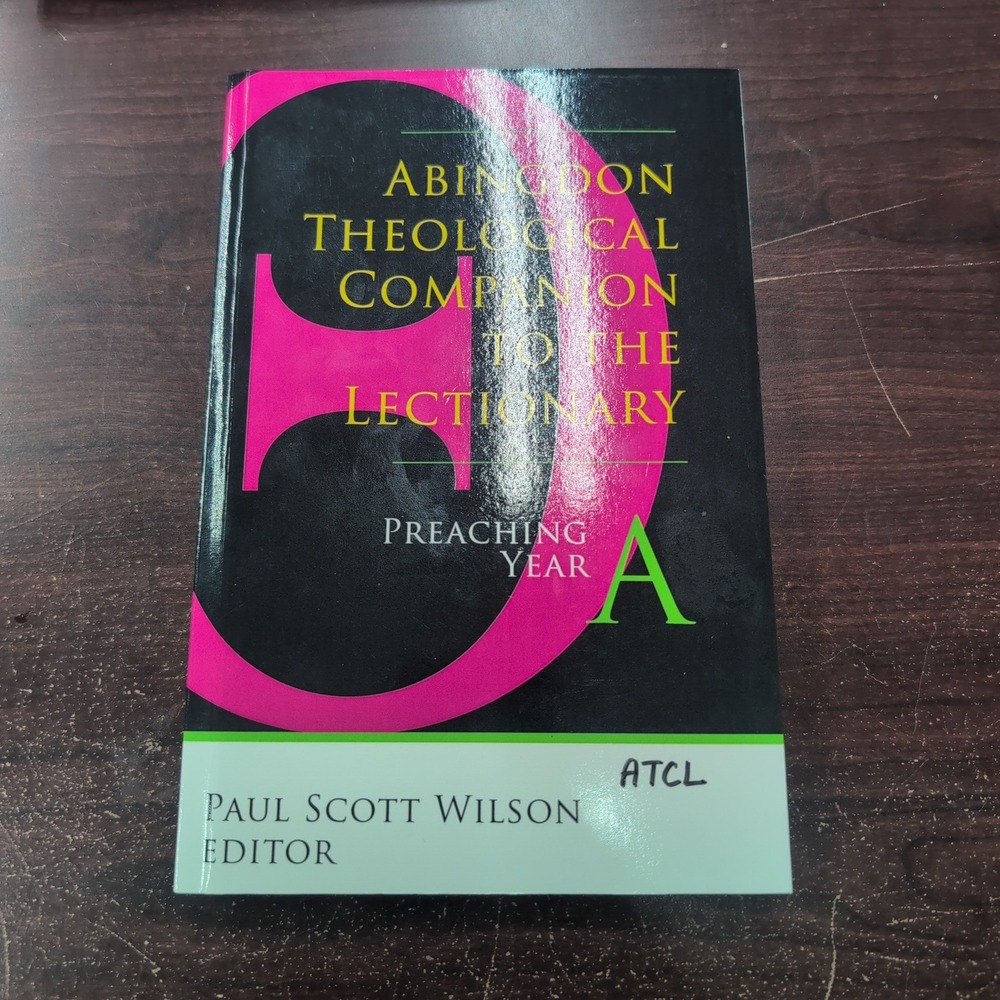 ABINGDON
THEOLOGICAL
COMPANION
TO THE
LECTIONARY
PREACHING
YEAR A
ATCL
PAUL SCOTT WILSON
EDITOR